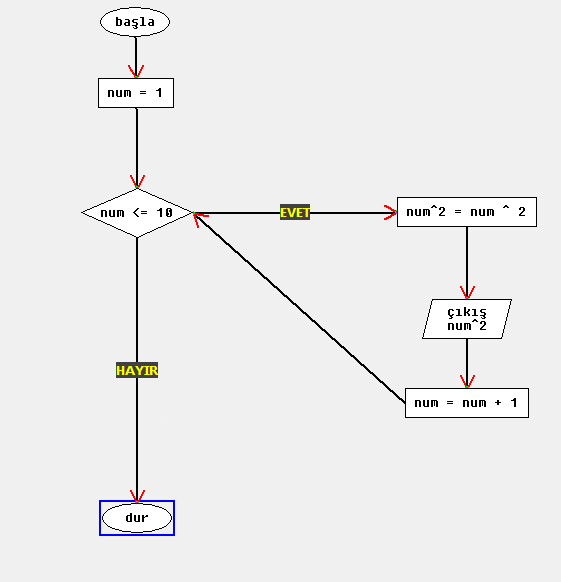 başla
num = 1
num <= 10
EVET
num^2 = num ^ 2
çıkış
num^2
num = num + 1
HAYIR
dur